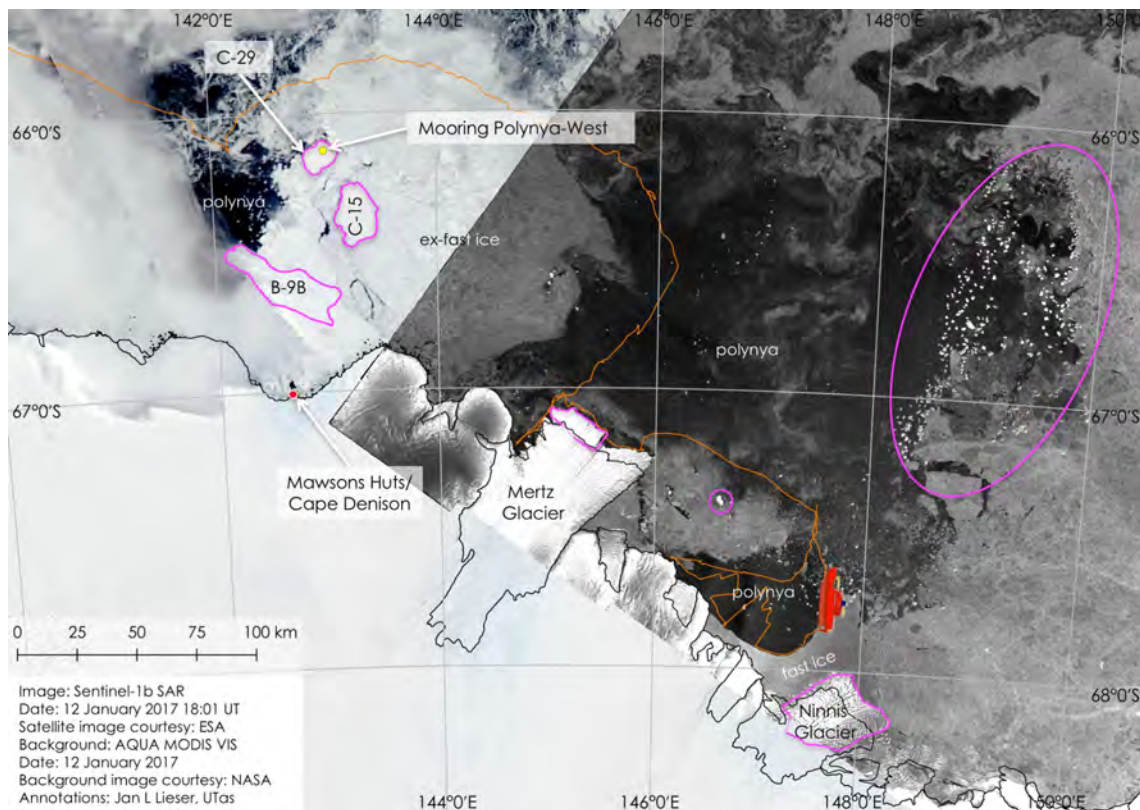 142°0'E
144°0'E
146°0'E
148°0'E
150°0'E
C-29
Mooring Polynya-West
66°0'S
66°0'S
polynya
C-15
ex-fast ice
B-9B
polynya
67°0'S
67°0'S
Mawsons Huts/
Cape Denison
Mertz
Glacier
polynya
0 25 50 75 100 km
fast ice
68°0'S
Ninnis
Glacier
Image: Sentinel-1b SAR
Date: 12 January 2017 18:01 UT
Satellite image courtesy: ESA
Background: AQUA MODIS VIS
Date: 12 January 2017
Background image courtesy: NASA
Annotations: Jan L Lieser, UTas
144°0'E
146°0'E
148°0'E
150°0'E